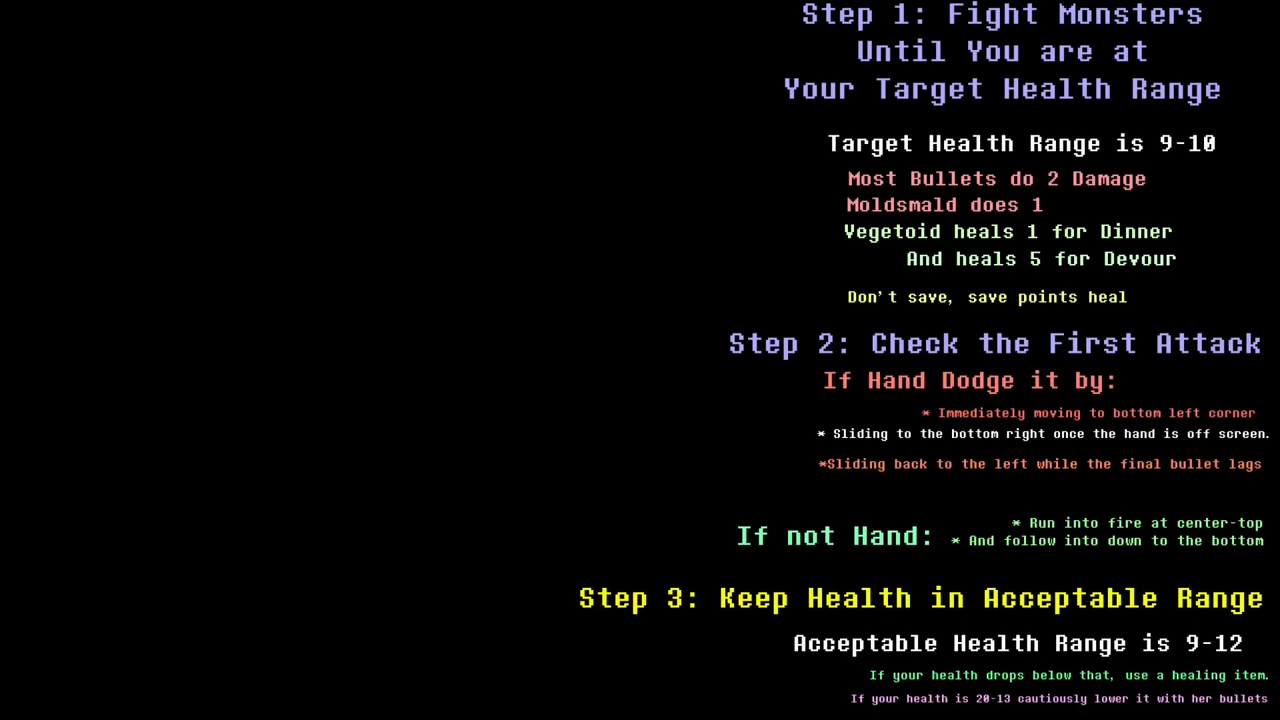 Step 1: Fight Monsters
Until You are at
Your Target Health Range
Target Health Range is 9-10
Most Bullets do 2 Damage
Moldsmald does 1
Vegetoid heals 1 for Dinner
And heals 5 for Devour
Don't save, save points heal
Step 2: Check the First Attack
If Hand Dodge it by:
* Immediately moving to bottom left corner
* Sliding to the bottom right once the hand is off screen.
*Sliding back to the left while the final bullet lags
If not Hand:
* Run into fire at center-top
* And follow into down to the bottom
Step 3: Keep Health in Acceptable Range
Acceptable Health Range is 9-12
If your health drops below that, use a healing item.
If your health is 20-13 cautiously lower it with her bullets